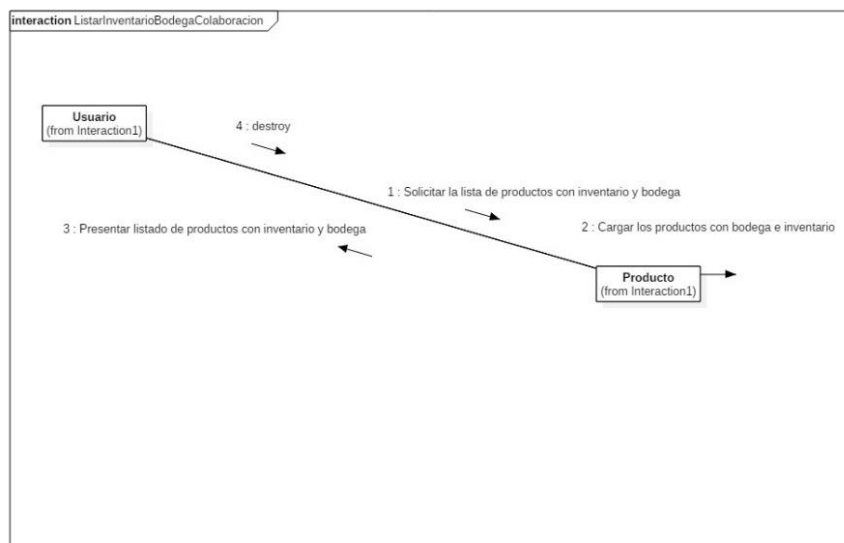 interaction ListarInventarioBodegaColaboracion
Usuario
(from Interaction1)
4 : destroy
1 : Solicitar la lista de productos con inventario y bodega
3 : Presentar listado de productos con inventario y bodega
2 : Cargar los productos con bodega e inventario
Producto
(from Interaction1)